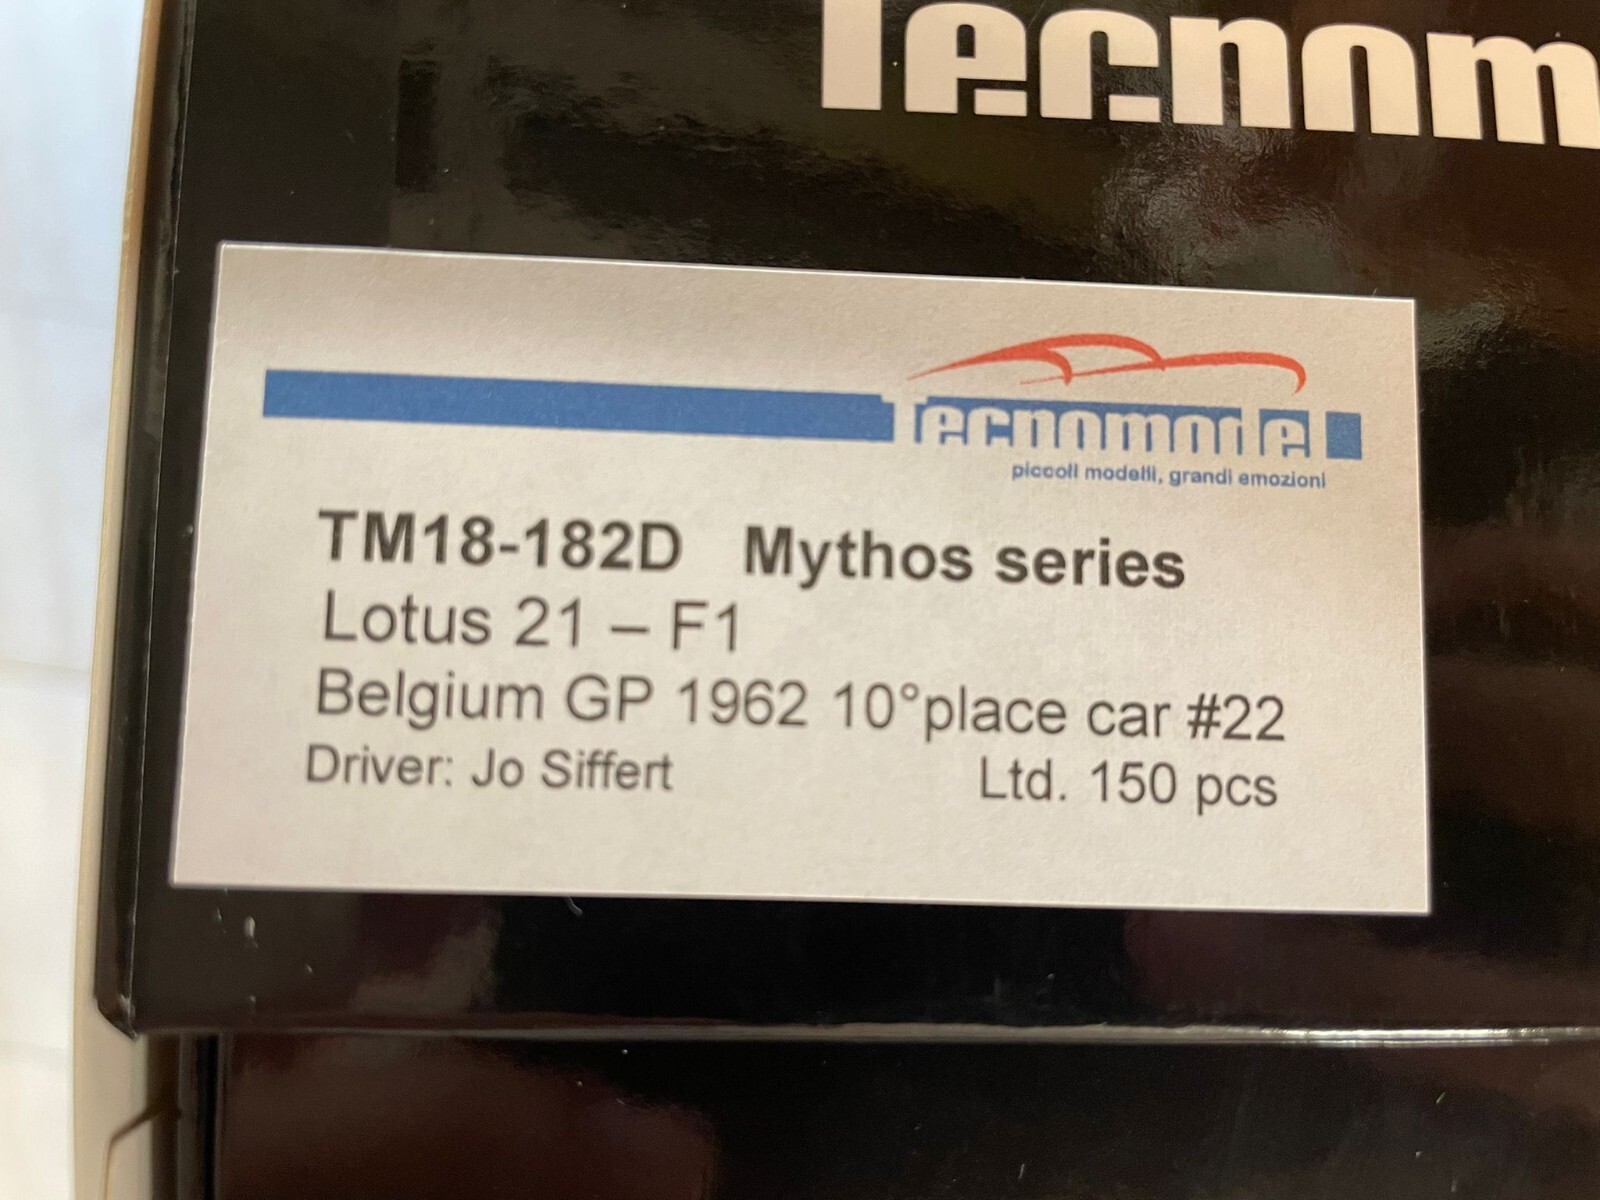 Tecnom
Tecnomodel
piccoli modelli, grandi emozioni
TM18-182D Mythos series
Lotus 21 – F1
Belgium GP 1962 10°place car #22
Driver: Jo Siffert Ltd. 150 pcs